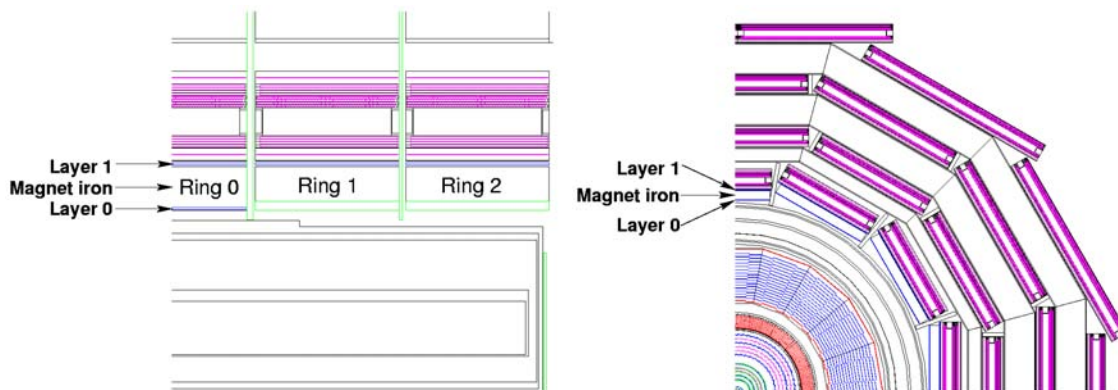 Layer 1
Magnet iron
Layer 0
Ring 0
Ring 1
Ring 2
Layer 1
Magnet iron
Layer 0